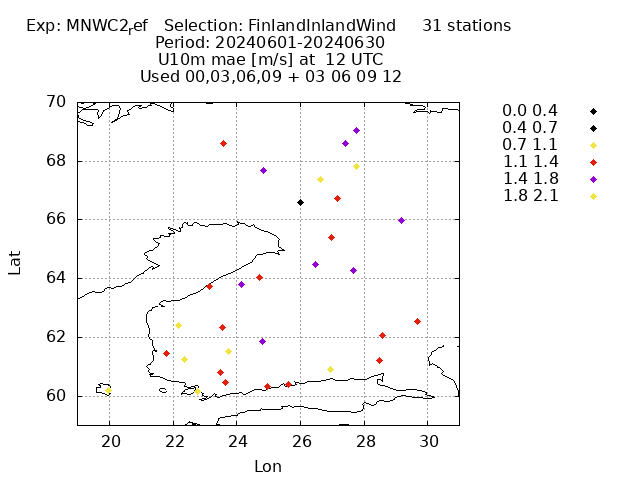 Exp: MNWC2ref Selection: FinlandInlandWind 31 stations
Period: 20240601-20240630
U10m mae [m/s] at 12 UTC
Used 00,03,06,09 + 03 06 09 12
0.0 0.4
0.4 0.7
0.7 1.1
1.1 1.4
1.4 1.8
1.8 2.1
70
68
66
64
62
60
Lat
20 22 24 26 28 30
Lon